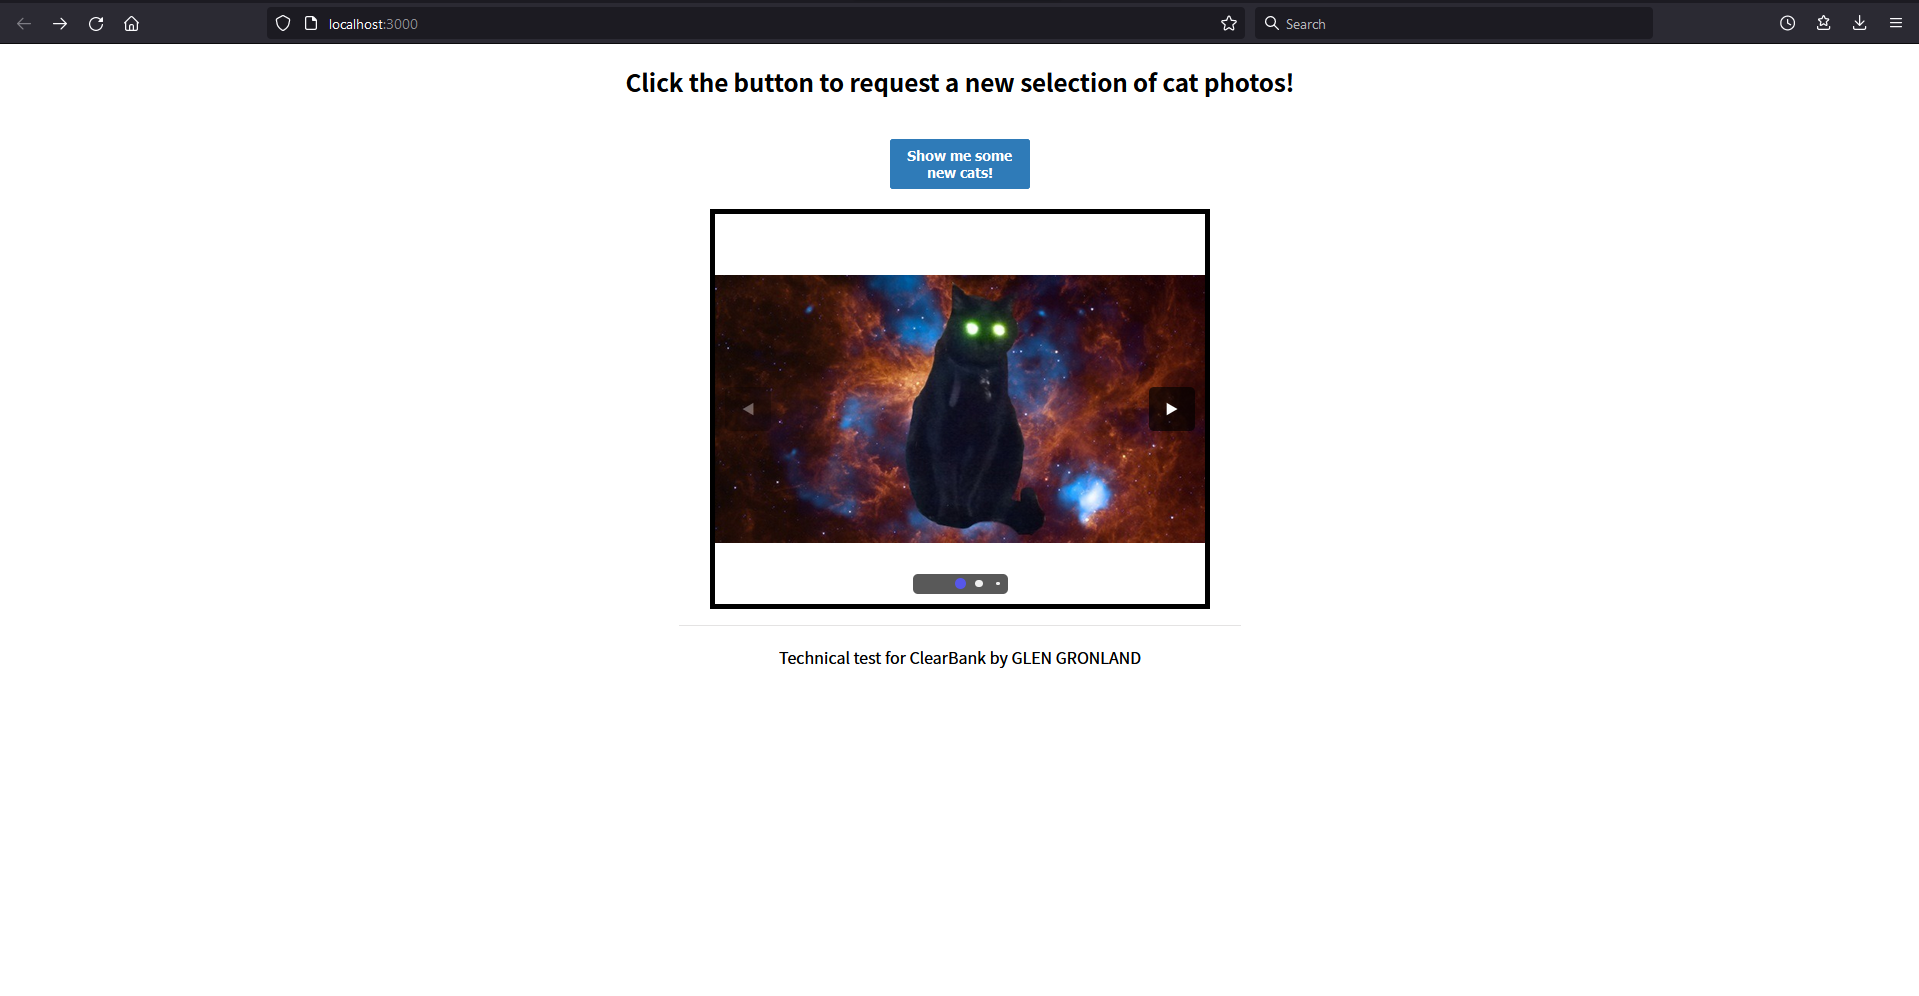 localhost:3000
Search
Click the button to request a new selection of cat photos!
Show me some
new cats!
Technical test for ClearBank by GLEN GRONLAND